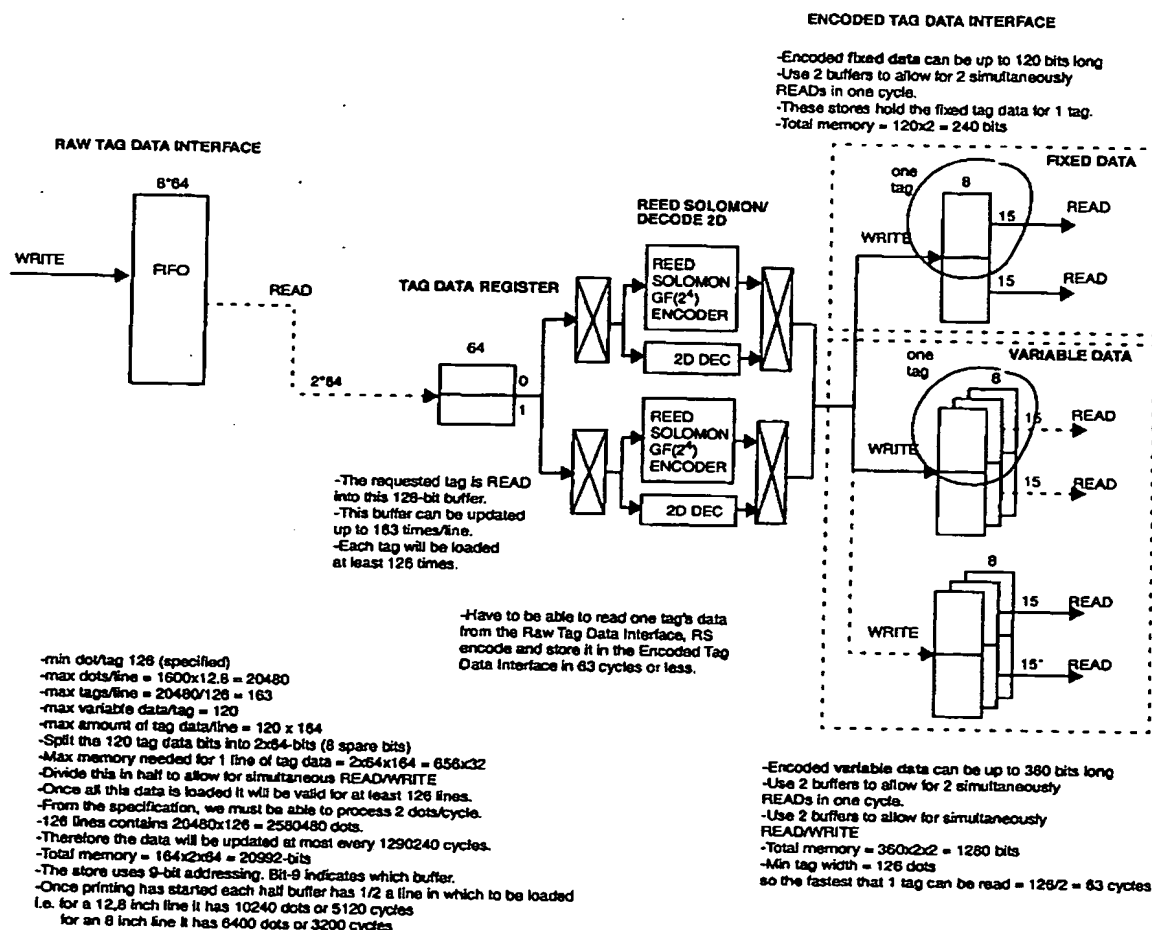 ENCODED TAG DATA INTERFACE
-Encoded fixed data can be up to 120 bits long
-Use 2 buffers to allow for 2 simultaneously
READs in one cycle.
-These stores hold the fixed tag data for 1 tag.
-Total memory = 120x2 = 240 bits
RAW TAG DATA INTERFACE
8*64
WRITE
FIFO
READ
2*64
TAG DATA REGISTER
64
0
1
-The requested tag is READ
into this 128-bit buffer.
-This buffer can be updated
up to 163 times/line.
-Each tag will be loaded
at least 126 times.
REED SOLOMON/
DECODE 2D
REED
SOLOMON
GF(2⁴)
ENCODER
2D DEC
REED
SOLOMON
GF(2⁴)
ENCODER
2D DEC
FIXED DATA
one
tag
8
15
READ
WRITE
15
READ
VARIABLE DATA
one
tag
8
15
READ
WRITE
15
READ
8
15
READ
WRITE
15"
READ
-Have to be able to read one tag's data
from the Raw Tag Data Interface, RS
encode and store it in the Encoded Tag
Data Interface in 63 cycles or less.
-min dot/tag 126 (specified)
-max dots/line = 1600x12.8 = 20480
-max tags/line = 20480/126 = 163
-max variable data/tag = 120
-max amount of tag data/line = 120 x 164
-Split the 120 tag data bits into 2x64-bits (8 spare bits)
-Max memory needed for 1 line of tag data = 2x64x164 = 656x32
-Divide this in half to allow for simultaneous READ/WRITE
-Once all this data is loaded it will be valid for at least 126 lines.
-From the specification, we must be able to process 2 dots/cycle.
-126 lines contains 20480x126 = 2580480 dots.
-Therefore the data will be updated at most every 1290240 cycles.
-Total memory = 164x2x64 = 20992-bits
-The store uses 9-bit addressing. Bit-9 indicates which buffer.
-Once printing has started each half buffer has 1/2 a line in which to be loaded
i.e. for a 12,8 inch line it has 10240 dots or 5120 cycles
for an 8 inch line it has 6400 dots or 3200 cycles
-Encoded variable data can be up to 360 bits long
-Use 2 buffers to allow for 2 simultaneously
READs in one cycle.
-Use 2 buffers to allow for simultaneously
READ/WRITE
-Total memory = 360x2x2 = 1280 bits
-Min tag width = 126 dots
so the fastest that 1 tag can be read = 126/2 = 63 cycles